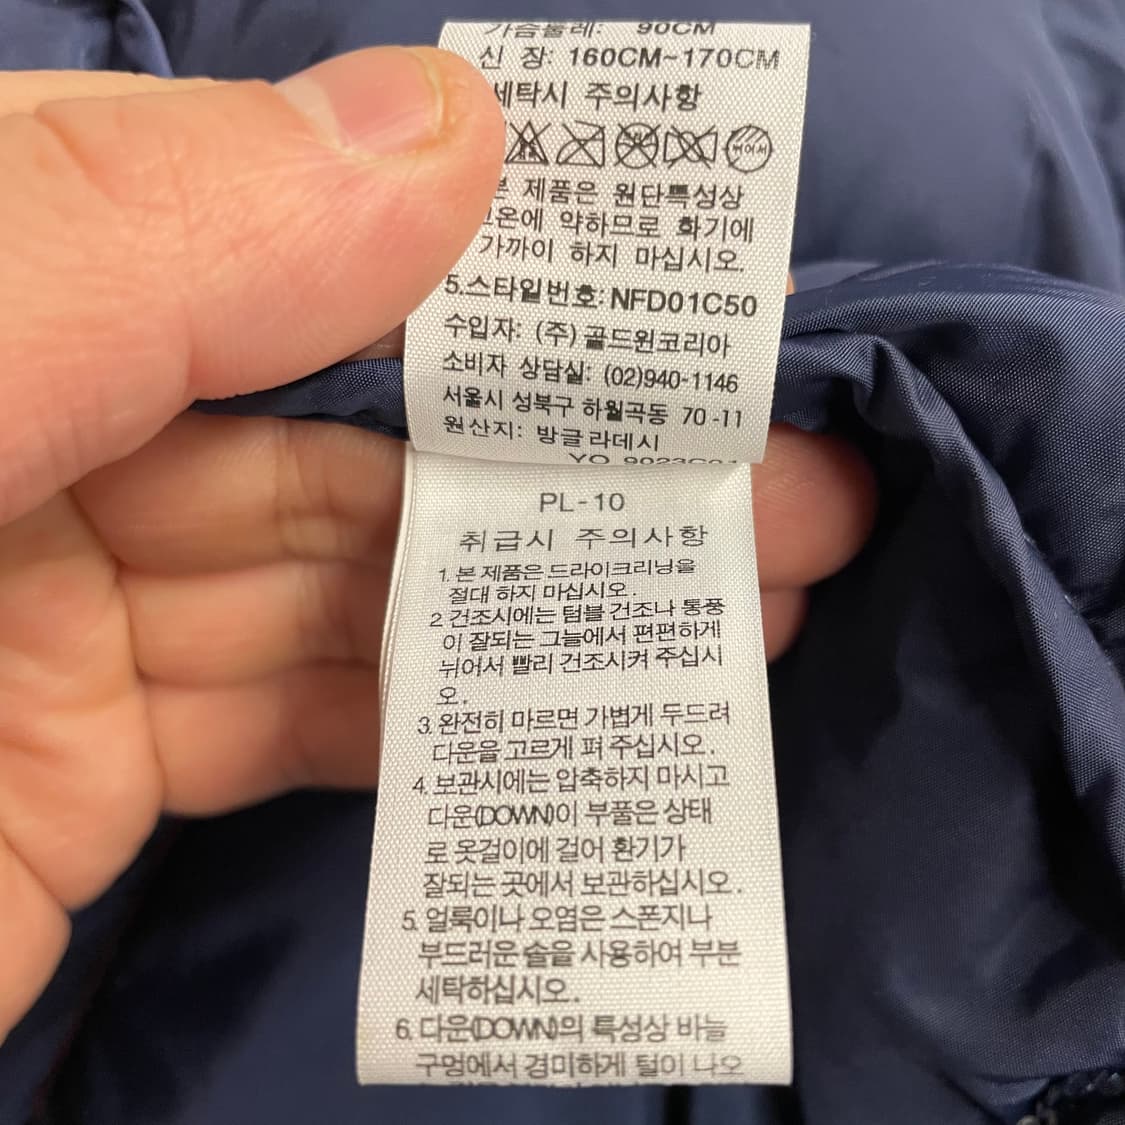 가슴둘레: 90CM
신 장: 160CM~170CM
세탁시 주의사항
제품은 원단특성상
약하므로 화기에
가까이 하지 마십시오.
5.스타일번호: NFD01C50
수입자: (주) 골드윈코리아
소비자 상담실: (02)940-1146
서울시 성북구 하월곡동 70-11
원산지: 방글라데시
YO 9023C01
PL-10
취급시 주의사항
1. 본 제품은 드라이크리닝을
절대 하지 마십시오.
2 건조시에는 텀블 건조나 통풍
이 잘되는 그늘에서 편편하게
뉘어서 빨리 건조시켜 주십시
오.
3. 완전히 마르면 가볍게 두드려
다운을 고르게 펴 주십시오.
4. 보관시에는 압축하지 마시고
다운(DOWN)이 부풀은 상태
로 옷걸이에 걸어 환기가
잘되는 곳에서 보관하십시오.
5. 얼룩이나 오염은 스폰지나
부드러운 솔을 사용하여 부분
세탁하십시오.
6. 다운(DOWN)의 특성상 바늘
구멍에서 경미하게 털이 나오